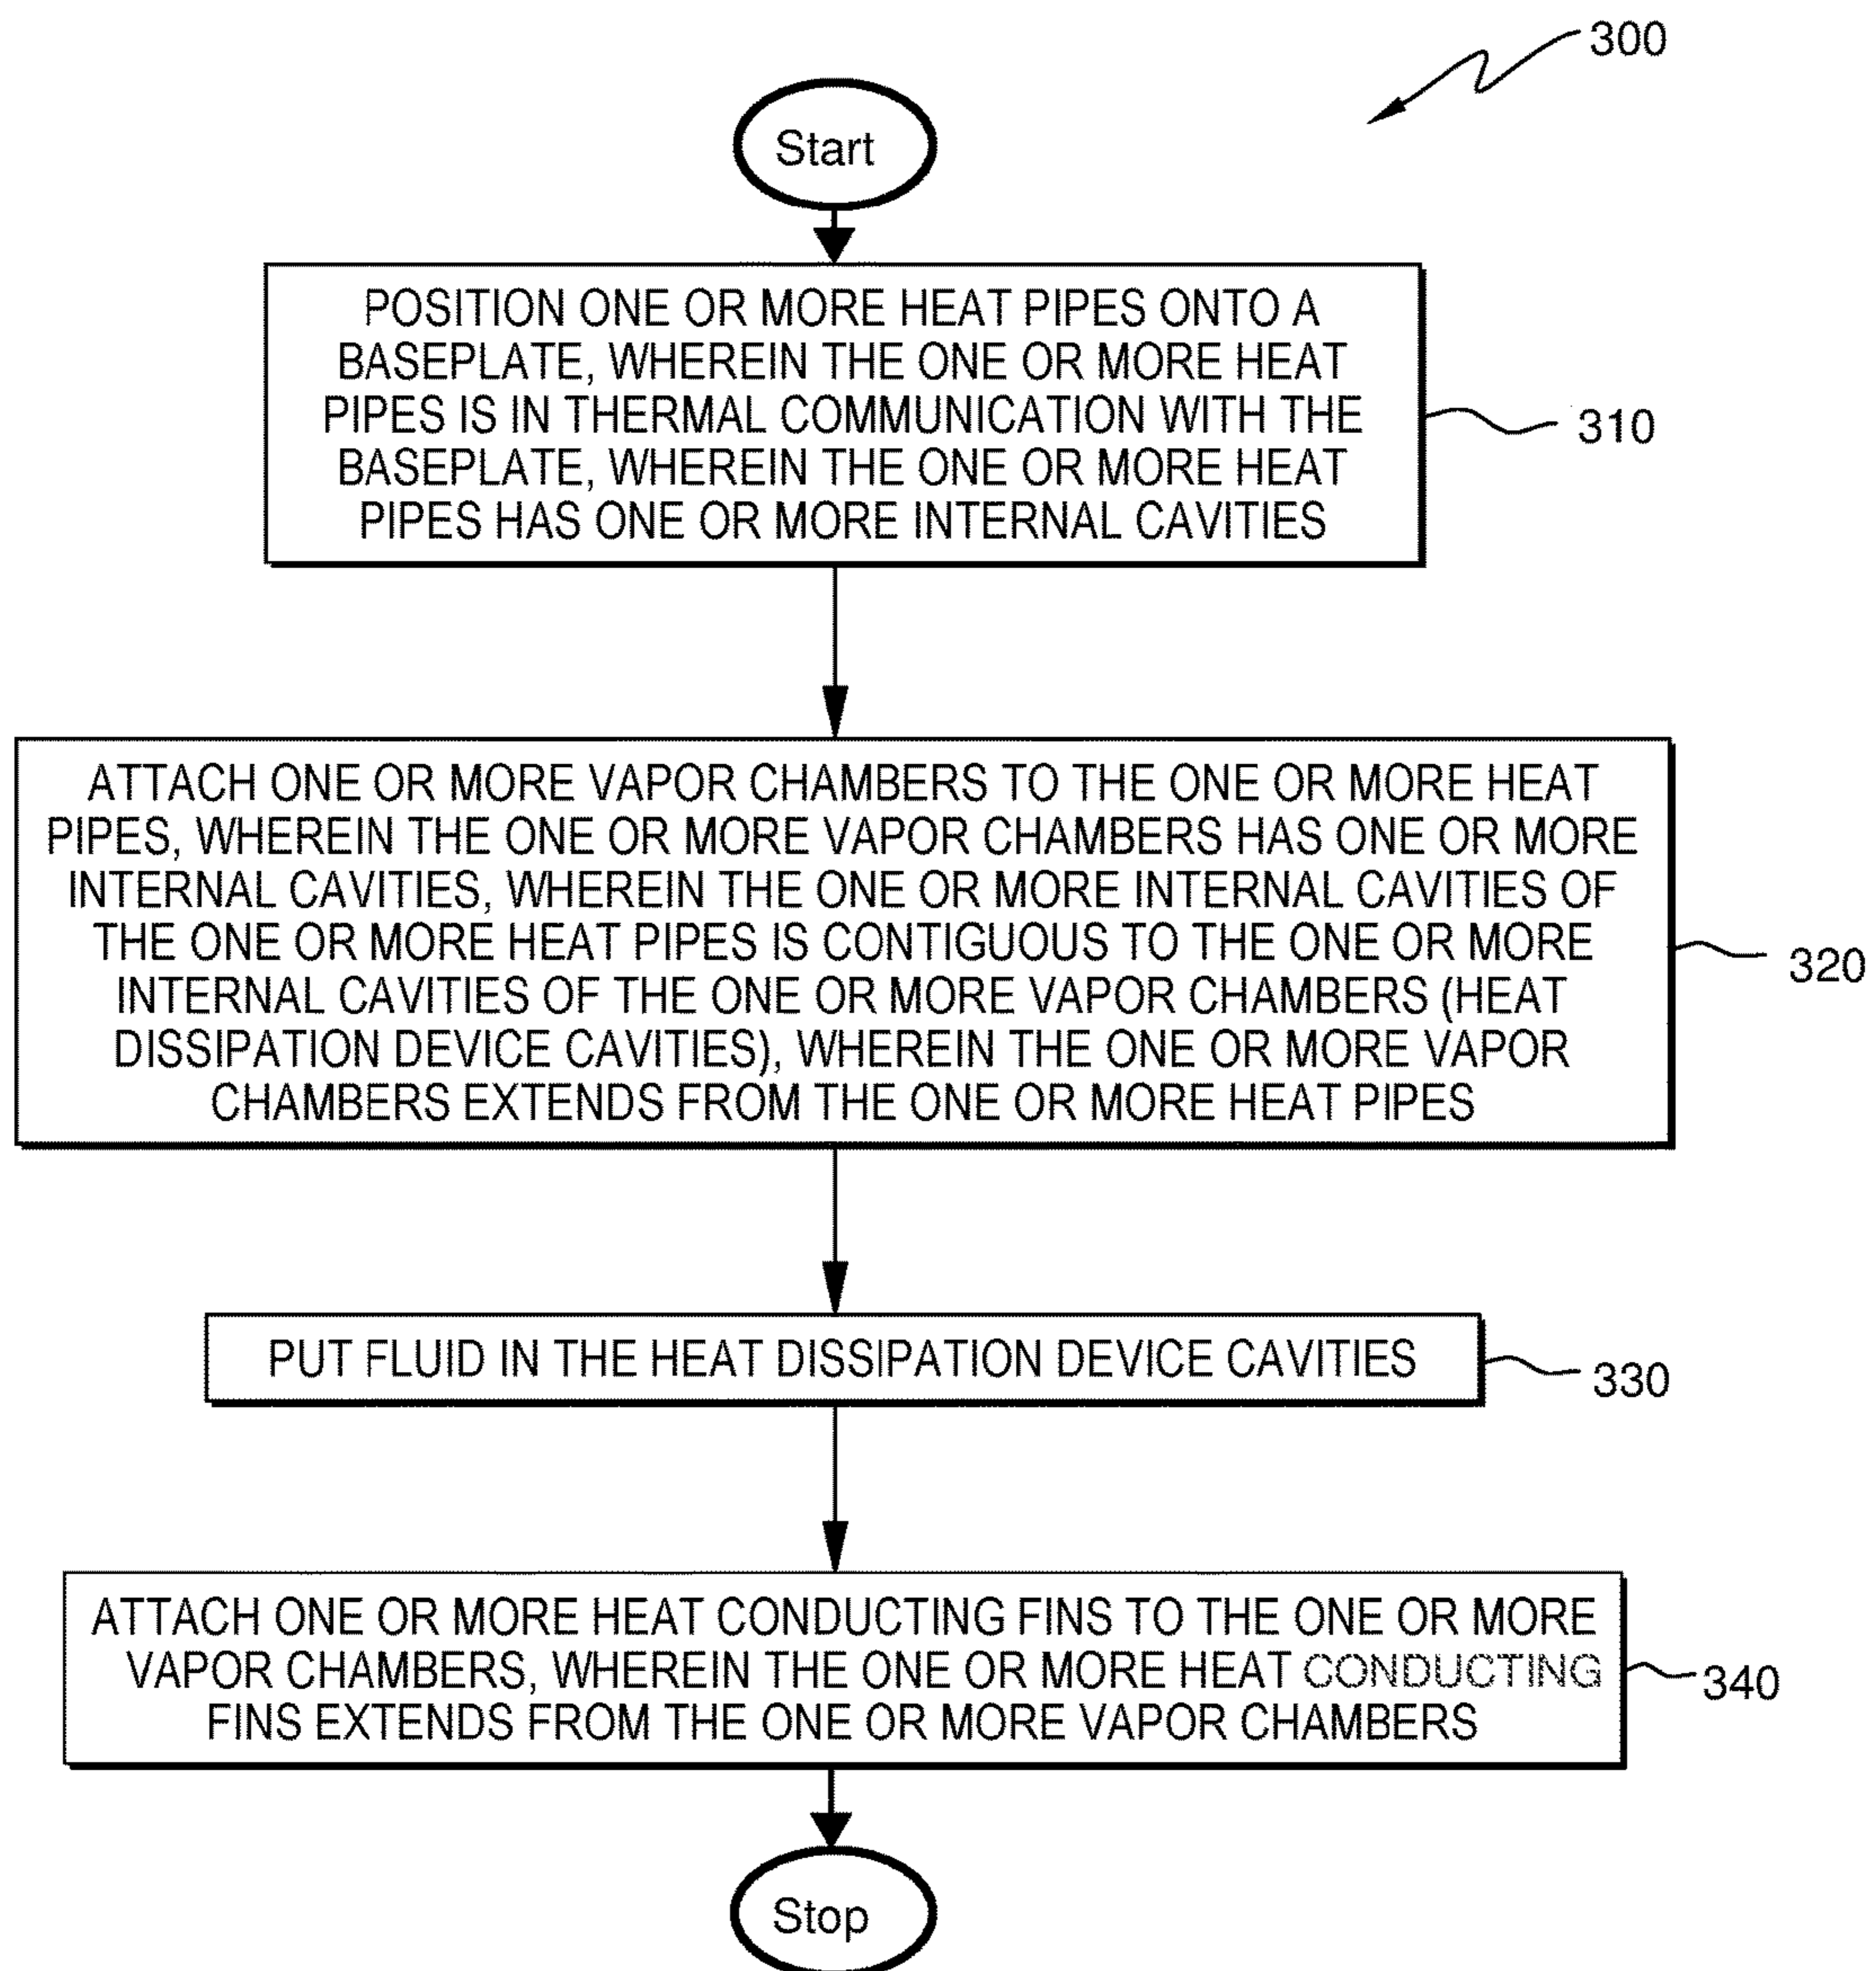 300
Start
POSITION ONE OR MORE HEAT PIPES ONTO A
BASEPLATE, WHEREIN THE ONE OR MORE HEAT
PIPES IS IN THERMAL COMMUNICATION WITH THE
BASEPLATE, WHEREIN THE ONE OR MORE HEAT
PIPES HAS ONE OR MORE INTERNAL CAVITIES
310
ATTACH ONE OR MORE VAPOR CHAMBERS TO THE ONE OR MORE HEAT
PIPES, WHEREIN THE ONE OR MORE VAPOR CHAMBERS HAS ONE OR MORE
INTERNAL CAVITIES, WHEREIN THE ONE OR MORE INTERNAL CAVITIES OF
THE ONE OR MORE HEAT PIPES IS CONTIGUOUS TO THE ONE OR MORE
INTERNAL CAVITIES OF THE ONE OR MORE VAPOR CHAMBERS (HEAT
DISSIPATION DEVICE CAVITIES), WHEREIN THE ONE OR MORE VAPOR
CHAMBERS EXTENDS FROM THE ONE OR MORE HEAT PIPES
320
PUT FLUID IN THE HEAT DISSIPATION DEVICE CAVITIES
330
ATTACH ONE OR MORE HEAT CONDUCTING FINS TO THE ONE OR MORE
VAPOR CHAMBERS, WHEREIN THE ONE OR MORE HEAT CONDUCTING
FINS EXTENDS FROM THE ONE OR MORE VAPOR CHAMBERS
340
Stop